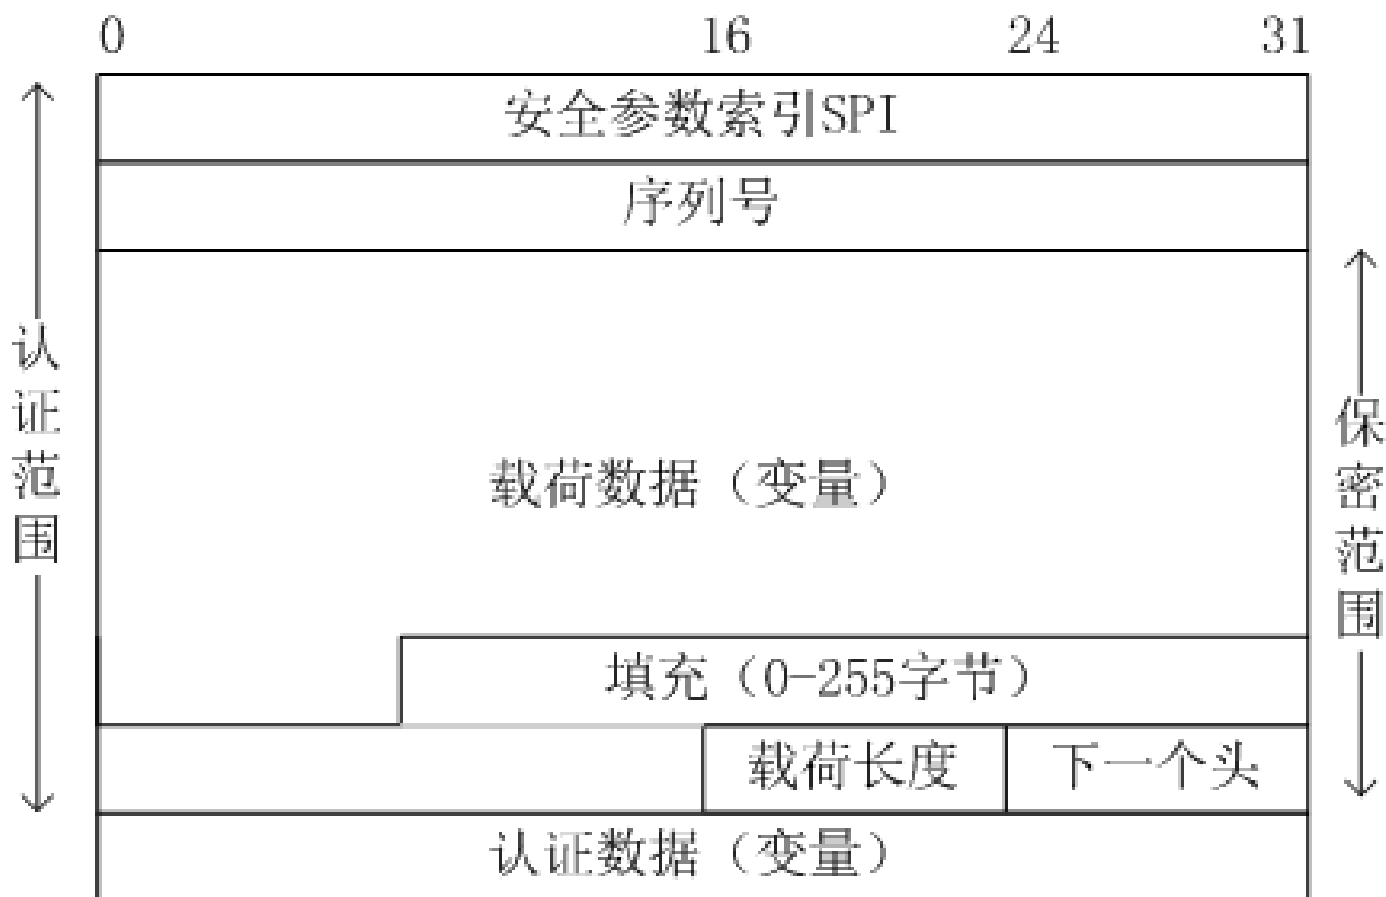 0 16 24 31
安全参数索引SPI
序列号
认证范围
保密范围
载荷数据（变量）
填充（0-255字节）
载荷长度 下一个头
认证数据（变量）